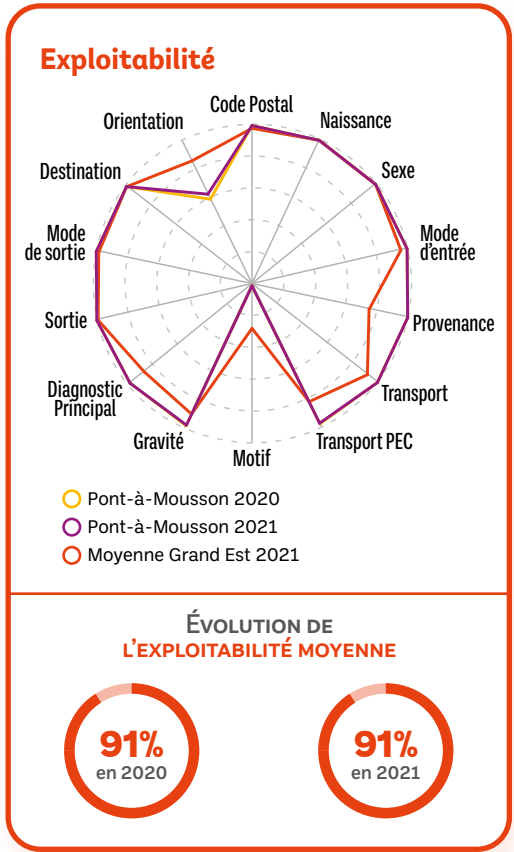 Exploitabilité
Code Postal
Orientation
Naissance
Destination
Sexe
Mode
de sortie
Mode
d'entrée
Sortie
Provenance
Diagnostic
Principal
Transport
Gravité
Motif
Transport PEC
Pont-à-Mousson 2020
Pont-à-Mousson 2021
Moyenne Grand Est 2021
ÉVOLUTION DE
L'EXPLOITABILITÉ MOYENNE
91%
en 2020
91%
en 2021